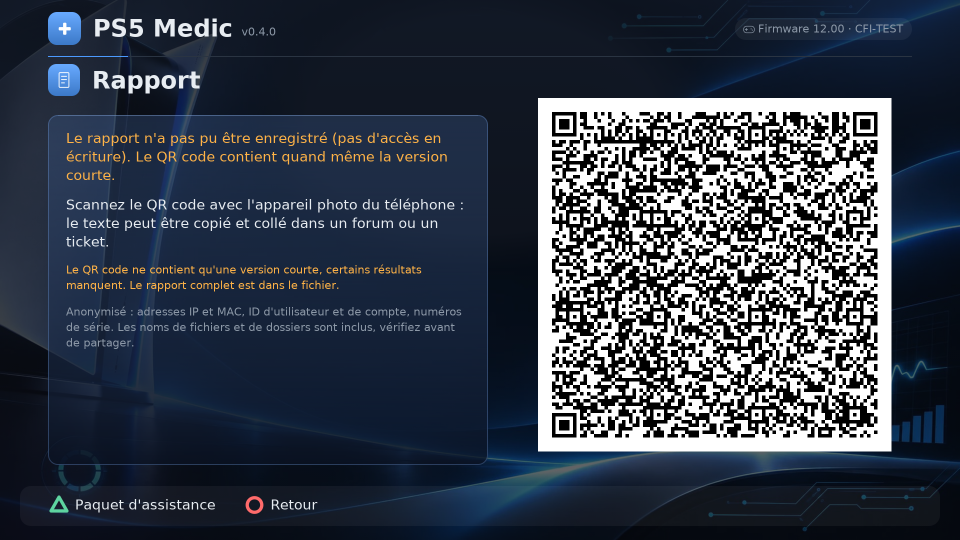 PS5 Medic v0.4.0
Firmware 12.00 · CFI-TEST
Rapport
Le rapport n'a pas pu être enregistré (pas d'accès en
écriture). Le QR code contient quand même la version
courte.
Scannez le QR code avec l'appareil photo du téléphone :
le texte peut être copié et collé dans un forum ou un
ticket.
Le QR code ne contient qu'une version courte, certains résultats
manquent. Le rapport complet est dans le fichier.
Anonymisé : adresses IP et MAC, ID d'utilisateur et de compte, numéros
de série. Les noms de fichiers et de dossiers sont inclus, vérifiez avant
de partager.
Paquet d'assistance
Retour